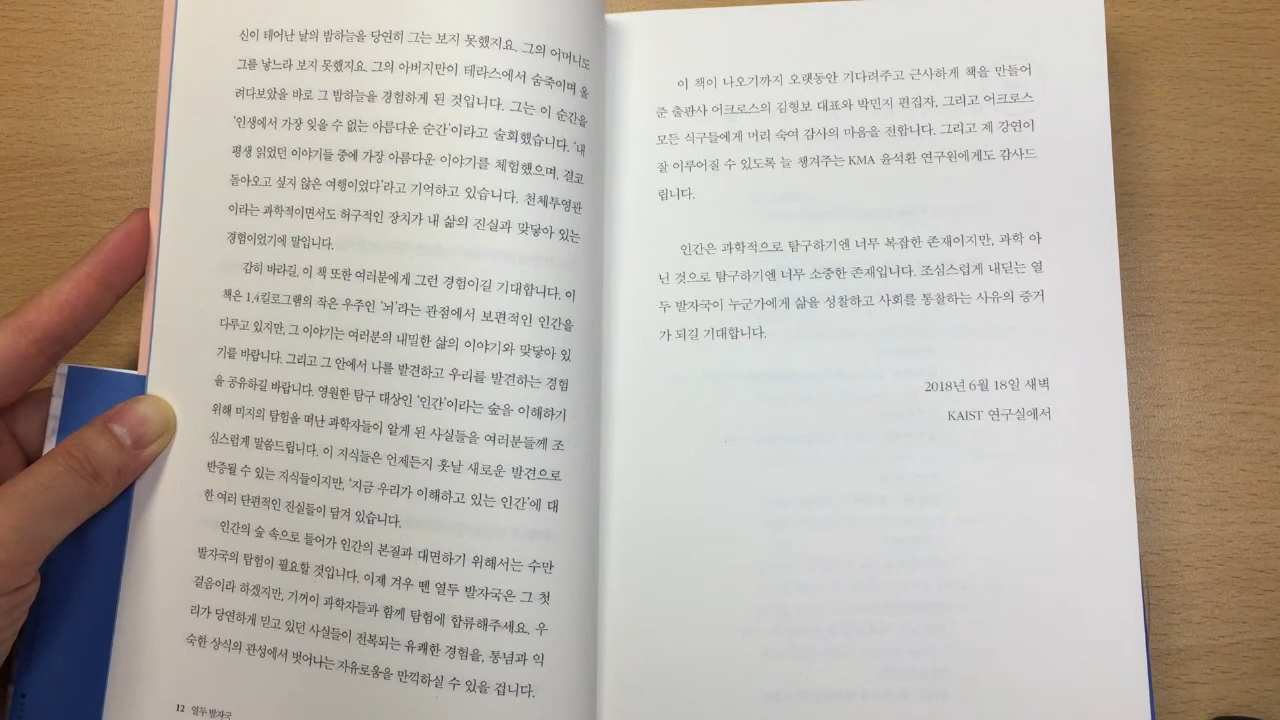 신이 태어난 날의 밤하늘을 당연히 그는 보지 못했지요. 그의 어머니도
그를 낳느라 보지 못했지요. 그의 아버지만이 테라스에서 숨죽이며 올
려다보았을 바로 그 밤하늘을 경험하게 된 것입니다. 그는 이 순간을
'인생에서 가장 잊을 수 없는 아름다운 순간'이라고 술회했습니다. '내
평생 읽었던 이야기들 중에 가장 아름다운 이야기를 체험했으며, 결코
돌아오고 싶지 않은 여행이었다'라고 기억하고 있습니다. 천체투영관
이라는 과학적이면서도 허구적인 장치가 내 삶의 진실과 맞닿아 있는
경험이었기에 말입니다.
감히 바라길, 이 책 또한 여러분에게 그런 경험이길 기대합니다. 이
책은 1.4킬로그램의 작은 우주인 '뇌'라는 관점에서 보편적인 인간을
다루고 있지만, 그 이야기는 여러분의 내밀한 삶의 이야기와 맞닿아 있
기를 바랍니다. 그리고 그 안에서 나를 발견하고 우리를 발견하는 경험
을 공유하길 바랍니다. 영원한 탐구 대상인 '인간'이라는 숲을 이해하기
위해 미지의 탐험을 떠난 과학자들이 알게 된 사실들을 여러분들께 조
심스럽게 말씀드립니다. 이 지식들은 언제든지 훗날 새로운 발견으로
반증될 수 있는 지식들이지만, '지금 우리가 이해하고 있는 인간'에 대
한 여러 단편적인 진실들이 담겨 있습니다.
인간의 숲 속으로 들어가 인간의 본질과 대면하기 위해서는 수만
발자국의 탐험이 필요할 것입니다. 이제 겨우 뗀 열두 발자국은 그 첫
걸음이라 하겠지만, 기꺼이 과학자들과 함께 탐험에 합류해주세요. 우
리가 당연하게 믿고 있던 사실들이 전복되는 유쾌한 경험을, 통념과 익
숙한 상식의 관성에서 벗어나는 자유로움을 만끽하실 수 있을 겁니다.
12 열두 발자국
이 책이 나오기까지 오랫동안 기다려주고 근사하게 책을 만들어
준 출판사 어크로스의 김형보 대표와 박민지 편집자, 그리고 어크로스
모든 식구들에게 머리 숙여 감사의 마음을 전합니다. 그리고 제 강연이
잘 이루어질 수 있도록 늘 챙겨주는 KMA 윤석환 연구원에게도 감사드
립니다.
인간은 과학적으로 탐구하기엔 너무 복잡한 존재이지만, 과학 아
닌 것으로 탐구하기엔 너무 소중한 존재입니다. 조심스럽게 내딛는 열
두 발자국이 누군가에게 삶을 성찰하고 사회를 통찰하는 사유의 증거
가 되길 기대합니다.
2018년 6월 18일 새벽
KAIST 연구실에서